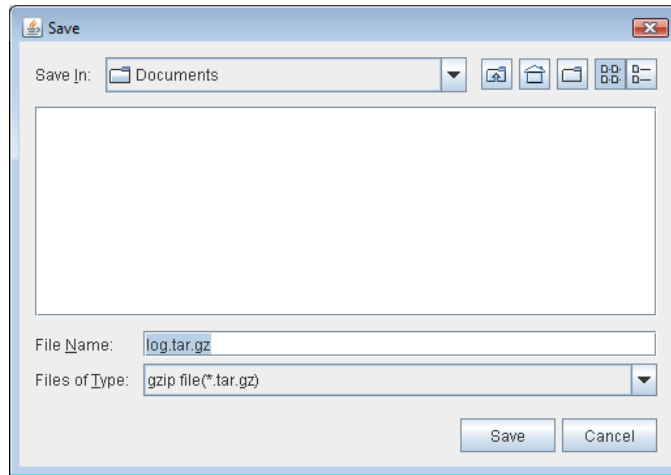 Save
Save In: Documents
File Name: log.tar.gz
Files of Type: gzip file(*.tar.gz)
Save Cancel